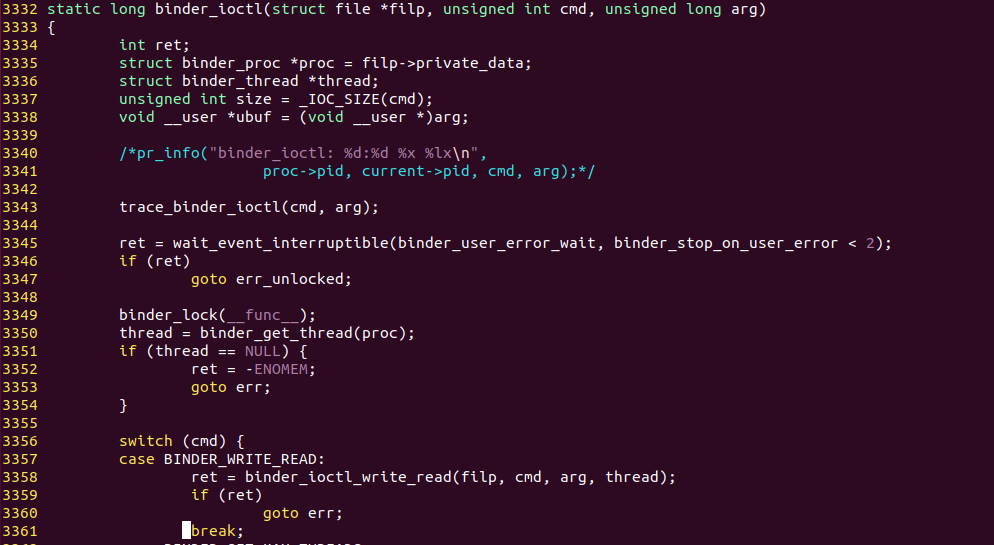 3332 static long binder_ioctl(struct file *filp, unsigned int cmd, unsigned long arg)
3333 {
3334         int ret;
3335         struct binder_proc *proc = filp->private_data;
3336         struct binder_thread *thread;
3337         unsigned int size = _IOC_SIZE(cmd);
3338         void __user *ubuf = (void __user *)arg;
3339
3340         /*pr_info("binder_ioctl: %d:%d %x %lx\n",
3341                         proc->pid, current->pid, cmd, arg);*/
3342
3343         trace_binder_ioctl(cmd, arg);
3344
3345         ret = wait_event_interruptible(binder_user_error_wait, binder_stop_on_user_error < 2);
3346         if (ret)
3347                 goto err_unlocked;
3348
3349         binder_lock(__func__);
3350         thread = binder_get_thread(proc);
3351         if (thread == NULL) {
3352                 ret = -ENOMEM;
3353                 goto err;
3354         }
3355
3356         switch (cmd) {
3357         case BINDER_WRITE_READ:
3358                 ret = binder_ioctl_write_read(filp, cmd, arg, thread);
3359                 if (ret)
3360                         goto err;
3361                 break;